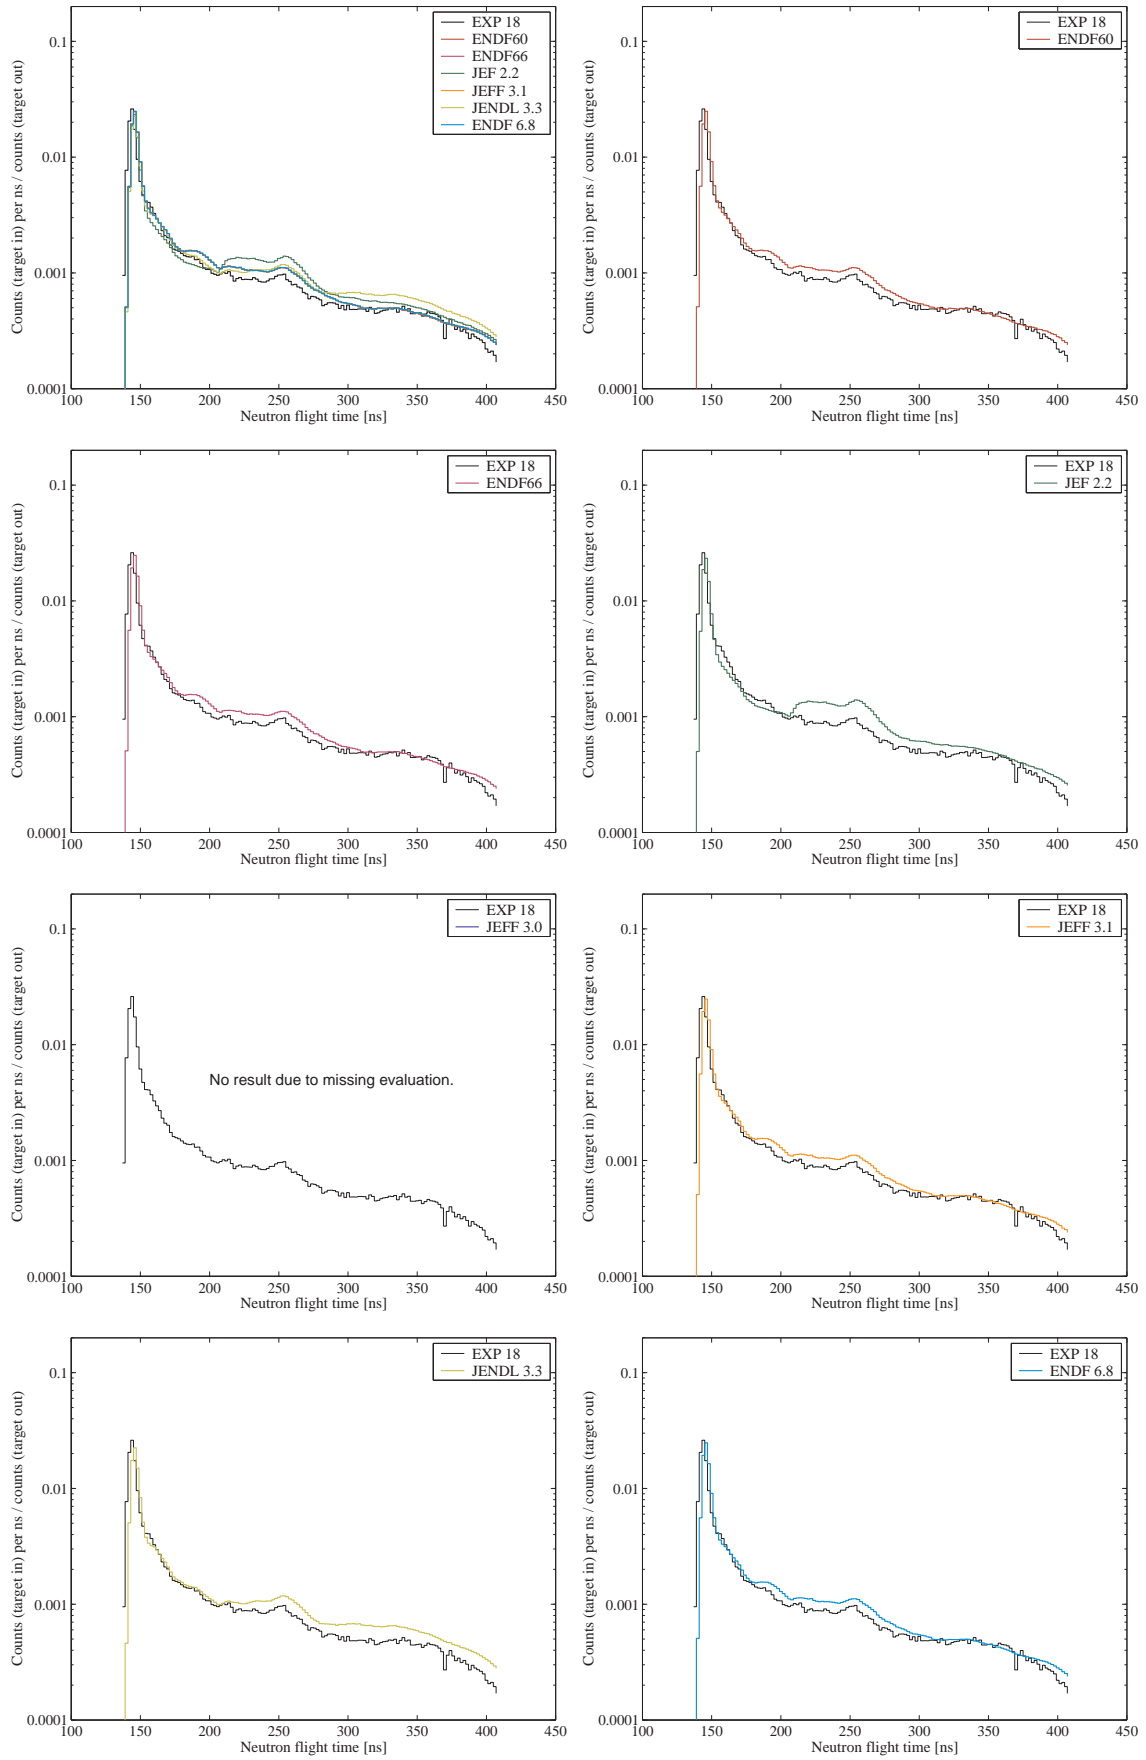 EXP 18
ENDF60
ENDF66
JEF 2.2
JEFF 3.1
JENDL 3.3
ENDF 6.8
0.1
0.01
0.001
0.0001
100 150 200 250 300 350 400 450
Neutron flight time [ns]
Counts (target in) per ns / counts (target out)
EXP 18
ENDF60
0.1
0.01
0.001
0.0001
100 150 200 250 300 350 400 450
Neutron flight time [ns]
Counts (target in) per ns / counts (target out)
EXP 18
ENDF66
0.1
0.01
0.001
0.0001
100 150 200 250 300 350 400 450
Neutron flight time [ns]
Counts (target in) per ns / counts (target out)
EXP 18
JEF 2.2
0.1
0.01
0.001
0.0001
100 150 200 250 300 350 400 450
Neutron flight time [ns]
Counts (target in) per ns / counts (target out)
EXP 18
JEFF 3.0
0.1
0.01
No result due to missing evaluation.
0.001
0.0001
100 150 200 250 300 350 400 450
Neutron flight time [ns]
Counts (target in) per ns / counts (target out)
EXP 18
JEFF 3.1
0.1
0.01
0.001
0.0001
100 150 200 250 300 350 400 450
Neutron flight time [ns]
Counts (target in) per ns / counts (target out)
EXP 18
JENDL 3.3
0.1
0.01
0.001
0.0001
100 150 200 250 300 350 400 450
Neutron flight time [ns]
Counts (target in) per ns / counts (target out)
EXP 18
ENDF 6.8
0.1
0.01
0.001
0.0001
100 150 200 250 300 350 400 450
Neutron flight time [ns]
Counts (target in) per ns / counts (target out)